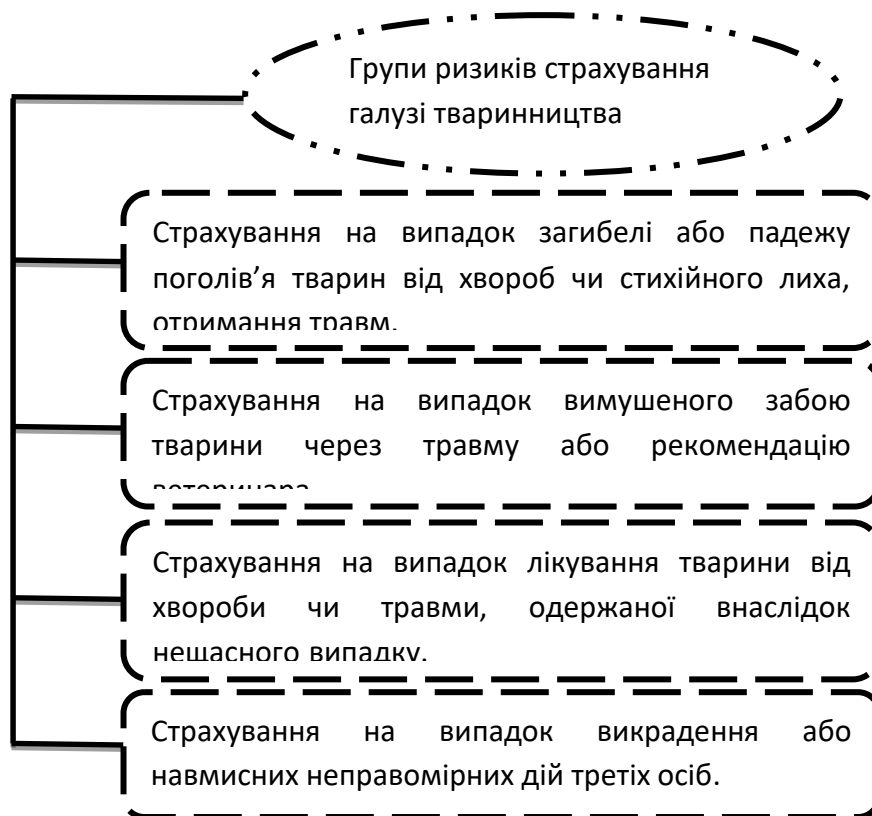 Групи ризиків страхування
галузі тваринництва
Страхування на випадок загибелі або падежу
поголів’я тварин від хвороб чи стихійного лиха,
отримання травм.
Страхування на випадок вимушеного забою
тварини через травму або рекомендацію
ветеринара
Страхування на випадок лікування тварини від
хвороби чи травми, одержаної внаслідок
нещасного випадку.
Страхування на випадок викрадення або
навмисних неправомірних дій третіх осіб.